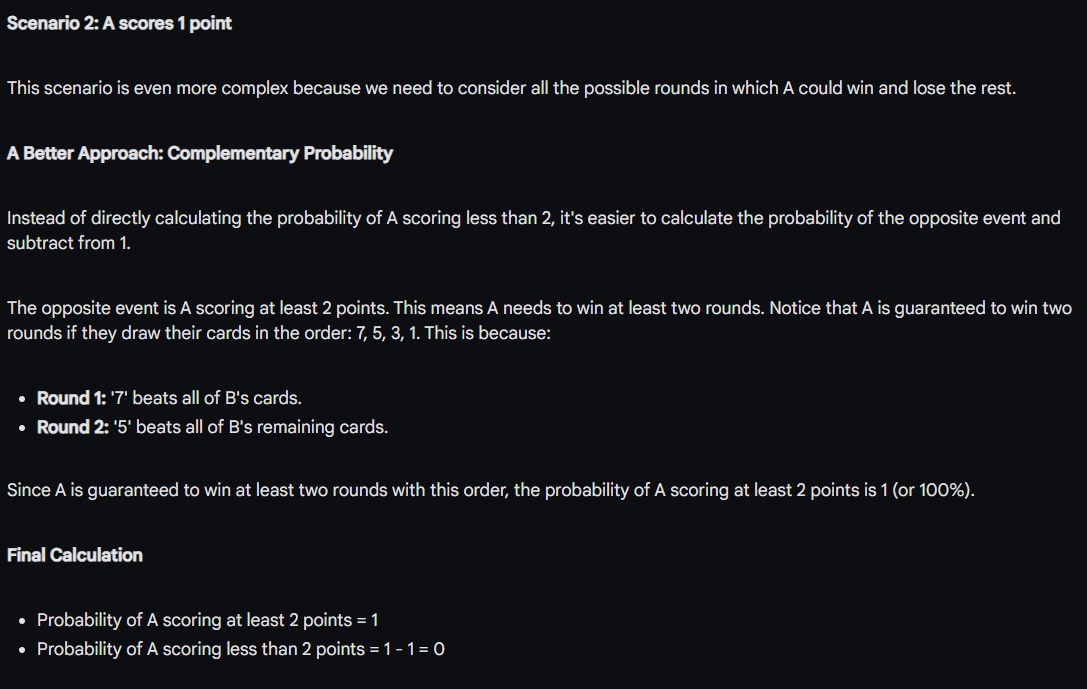 Scenario 2: A scores 1 point
This scenario is even more complex because we need to consider all the possible rounds in which A could win and lose the rest.
A Better Approach: Complementary Probability
Instead of directly calculating the probability of A scoring less than 2, it's easier to calculate the probability of the opposite event and
subtract from 1.
The opposite event is A scoring at least 2 points. This means A needs to win at least two rounds. Notice that A is guaranteed to win two
rounds if they draw their cards in the order: 7, 5, 3, 1. This is because:
• Round 1: '7' beats all of B's cards.
• Round 2: '5' beats all of B's remaining cards.
Since A is guaranteed to win at least two rounds with this order, the probability of A scoring at least 2 points is 1 (or 100%).
Final Calculation
• Probability of A scoring at least 2 points = 1
• Probability of A scoring less than 2 points = 1 - 1 = 0